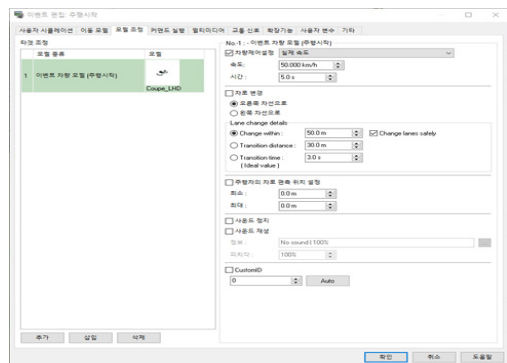 이벤트 편집: 주행시작
사용자 시뮬레이션 이동 모델 모델 조정 커맨드 실행 멀티미디어 교통 신호 확장기능 사용자 변수 기타
타겟 조정
모델 종류 모델
1 이벤트 차량 모델 (주행시작)
Coupe_LHD
추가 삽입 삭제
No.-1 : - 이벤트 차량 모델 (주행시작)
차량제어설정 실제 속도
속도: 50.000 km/h
시간 : 5.0 s
차로 변경
오른쪽 차선으로
왼쪽 차선으로
Lane change details
Change within : 50.0 m Change lanes safely
Transition distance : 30.0 m
Transition time : 3.0 s
( Ideal value )
주행차의 차로 편측 위치 설정
최소 : 0.0 m
최대 : 0.0 m
사운드 정지
사운드 재생
정보 : No sound | 100%
피치 : 100%
CustomID
0 Auto
확인 취소 도움말